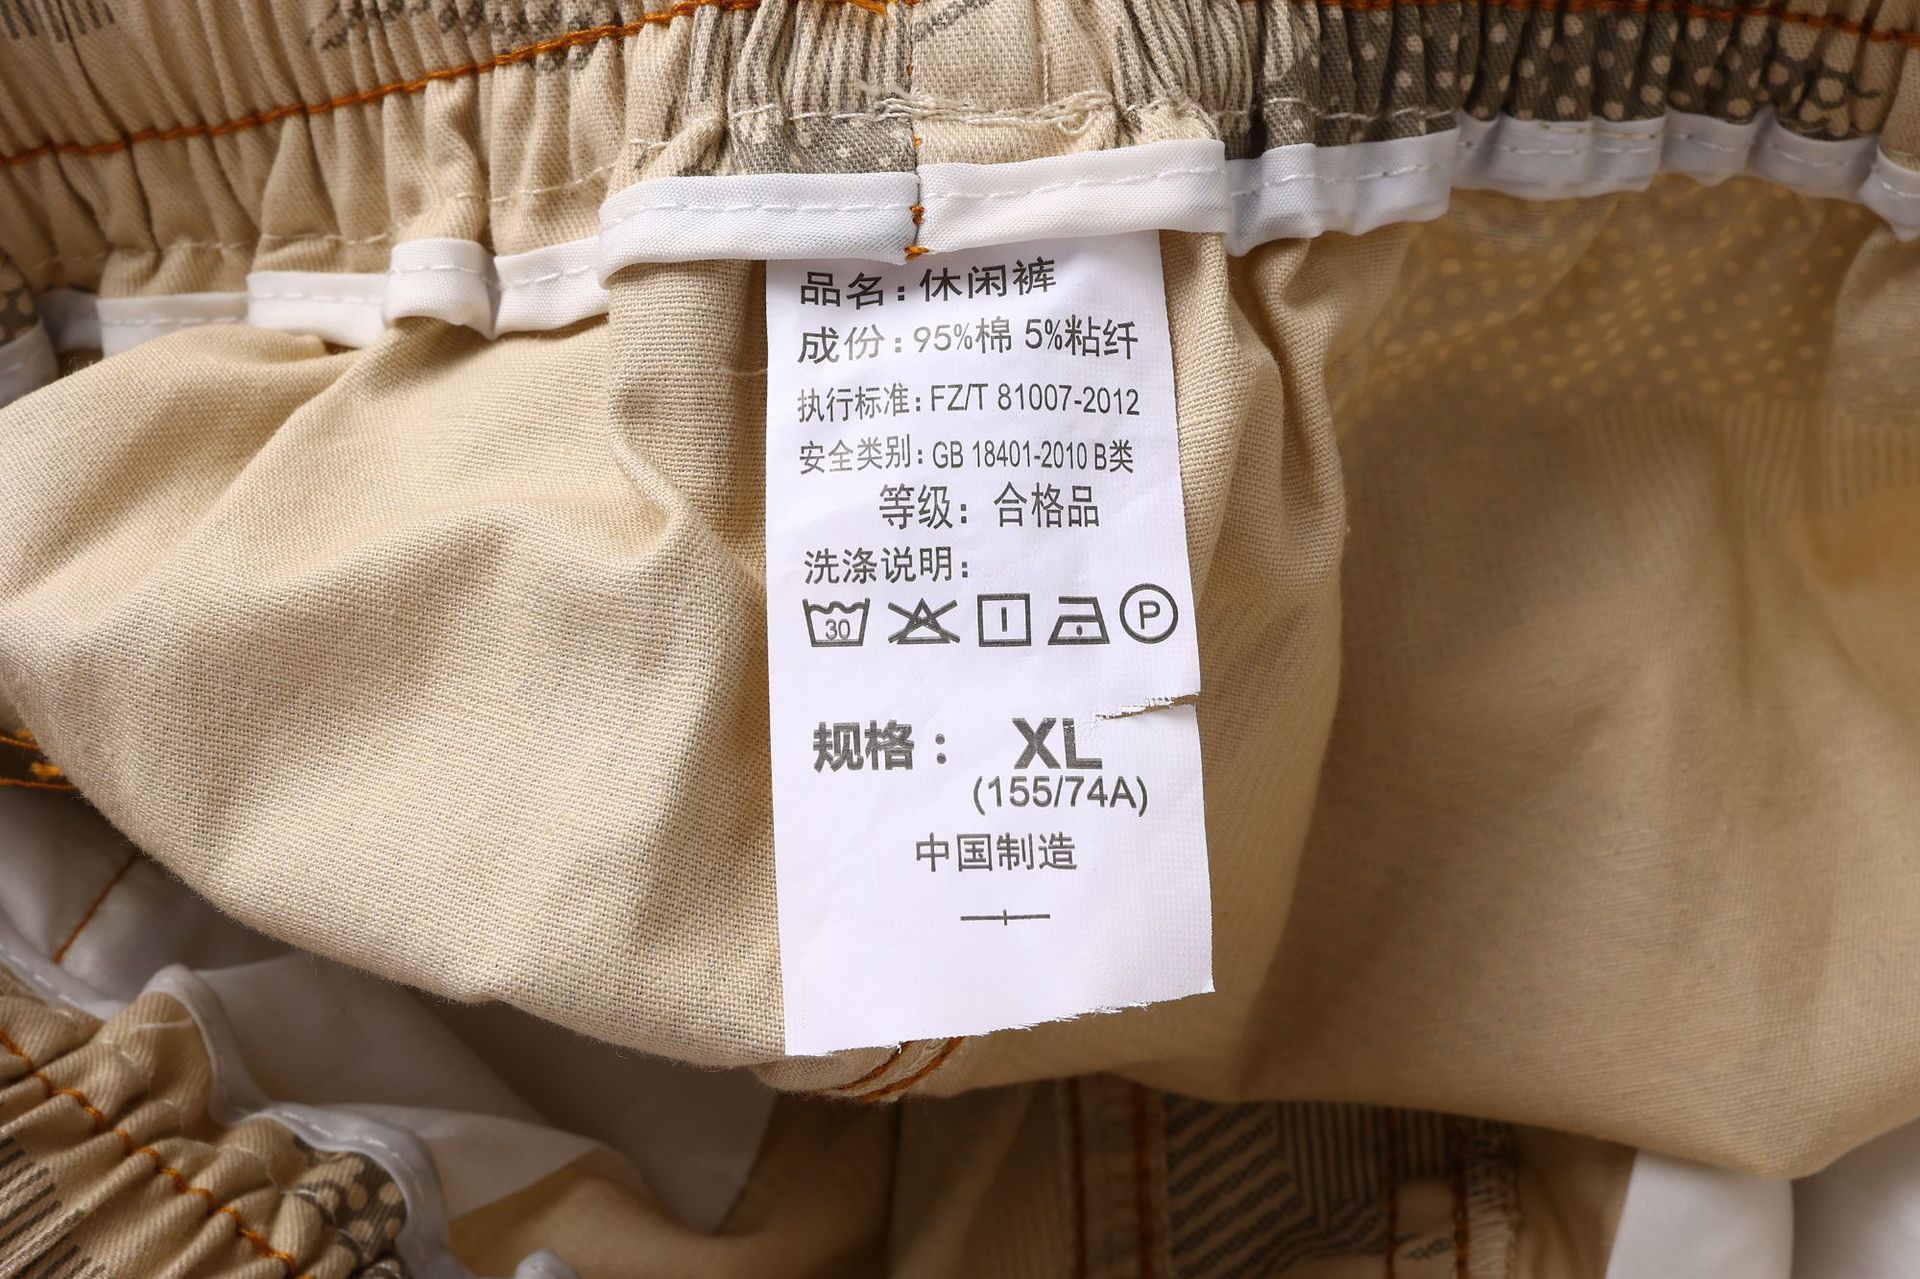 品名:休闲裤
成份:95%棉 5%粘纤
执行标准:FZ/T 81007-2012
安全类别:GB 18401-2010 B类
等级:合格品
洗涤说明:
30 P
规格: XL
(155/74A)
中国制造